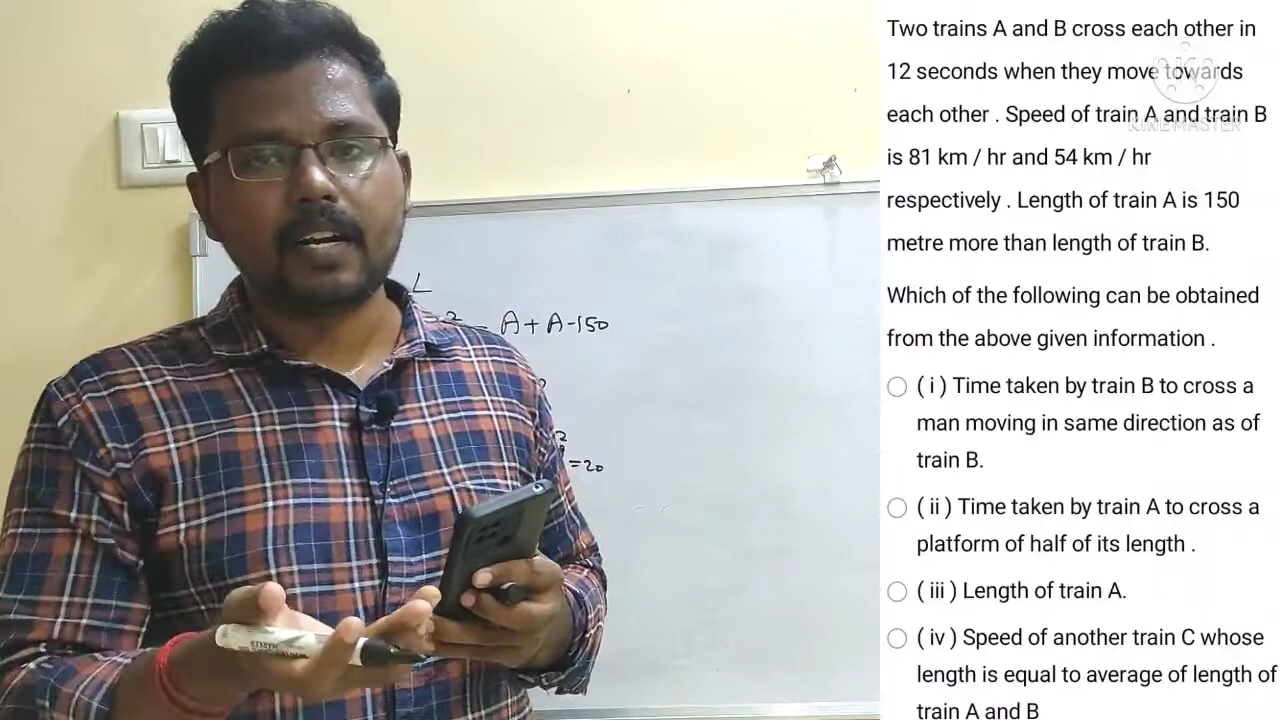 Two trains A and B cross each other in
12 seconds when they move towards
each other . Speed of train A and train B
is 81 km / hr and 54 km / hr
respectively . Length of train A is 150
metre more than length of train B.
Which of the following can be obtained
from the above given information .
( i ) Time taken by train B to cross a
man moving in same direction as of
train B.
( ii ) Time taken by train A to cross a
platform of half of its length .
( iii ) Length of train A.
( iv ) Speed of another train C whose
length is equal to average of length of
train A and B
KINEMASTER
L
2 = A + A - 150
2
= 20